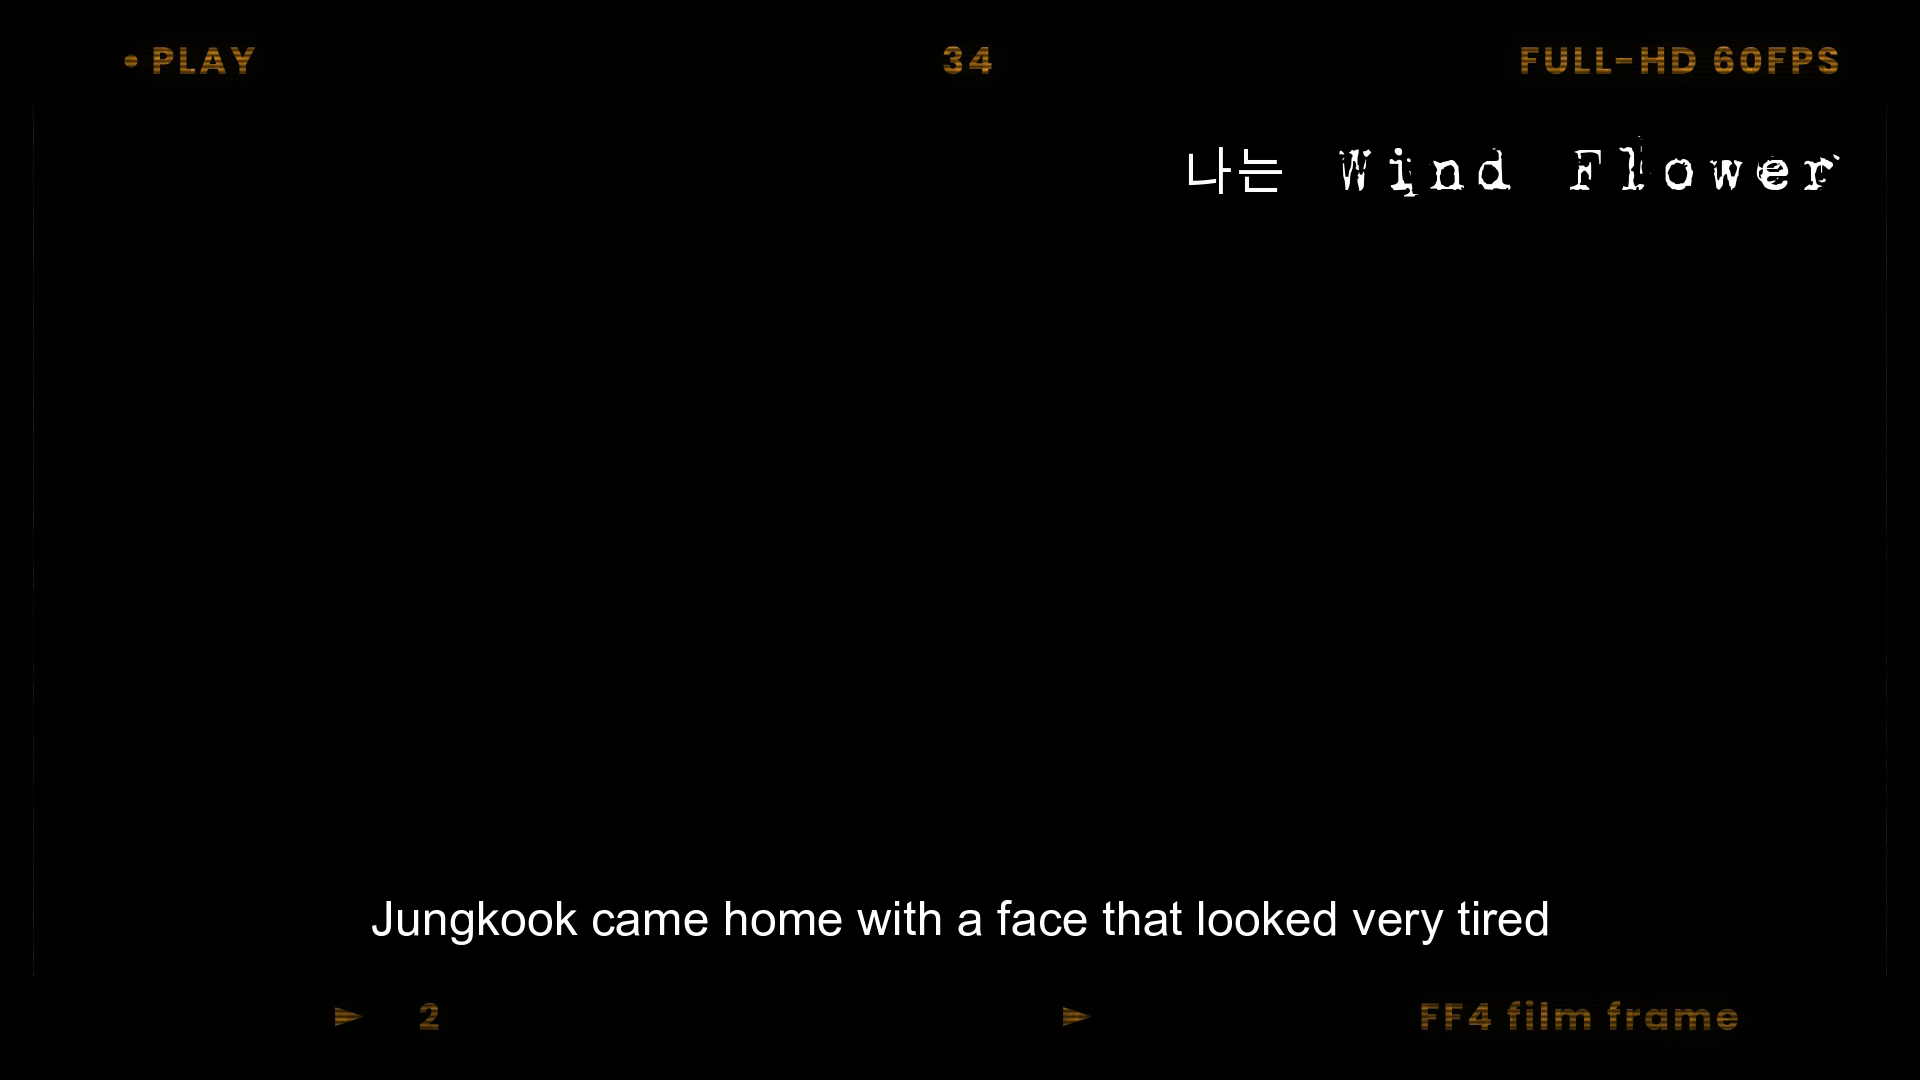 • PLAY 34 FULL-HD 60FPS
나는 Wind Flower
Jungkook came home with a face that looked very tired
2 FF4 film frame